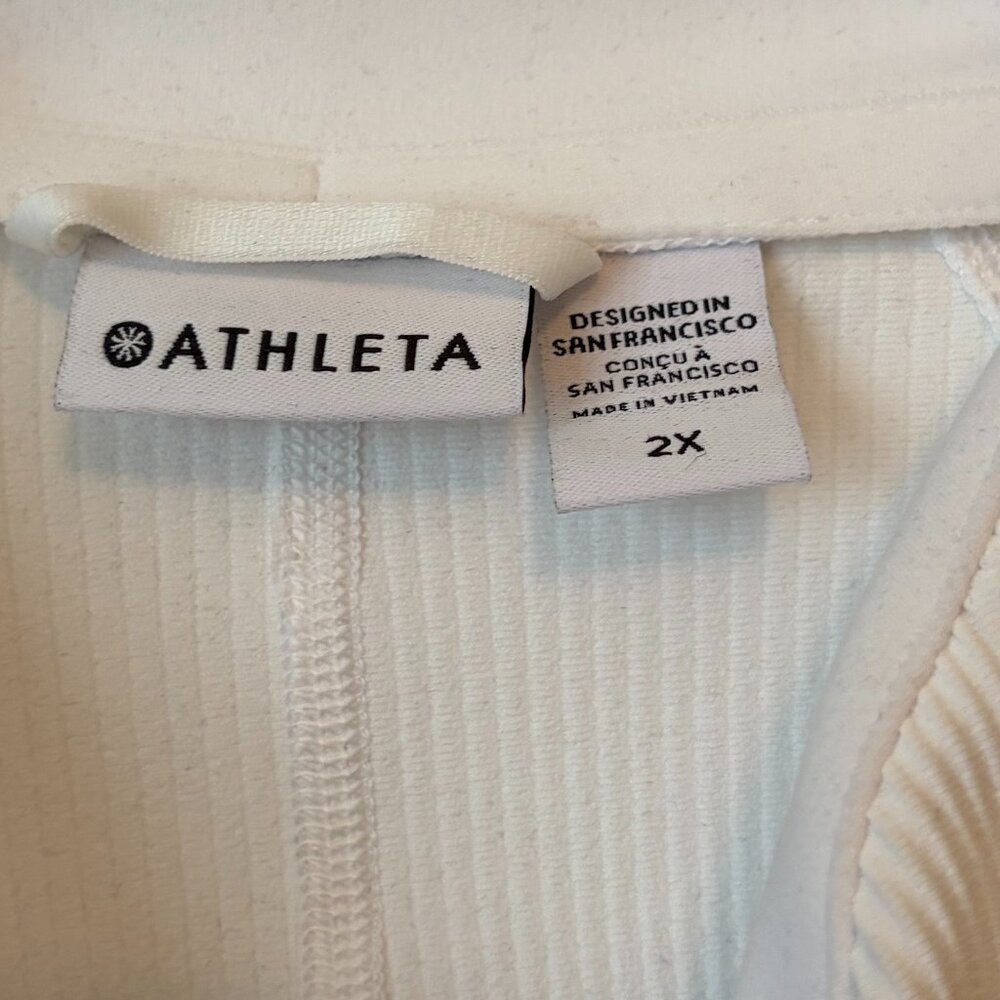 ATHLETA
DESIGNED IN
SAN FRANCISCO
CONÇU À
SAN FRANCISCO
MADE IN VIETNAM
2X